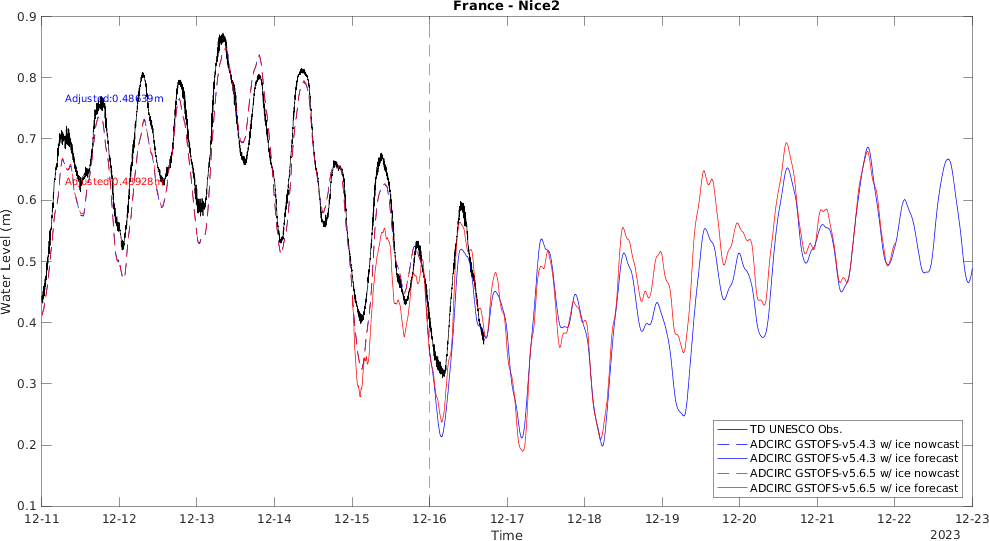 France - Nice2
0.9
0.8
0.7
0.6
0.5
0.4
0.3
0.2
0.1
Water Level (m)
Adjusted:0.48639m
Adjusted:0.49928m
TD UNESCO Obs.
ADCIRC GSTOFS-v5.4.3 w/ ice nowcast
ADCIRC GSTOFS-v5.4.3 w/ ice forecast
ADCIRC GSTOFS-v5.6.5 w/ ice nowcast
ADCIRC GSTOFS-v5.6.5 w/ ice forecast
12-11 12-12 12-13 12-14 12-15 12-16 12-17 12-18 12-19 12-20 12-21 12-22 12-23
Time
2023